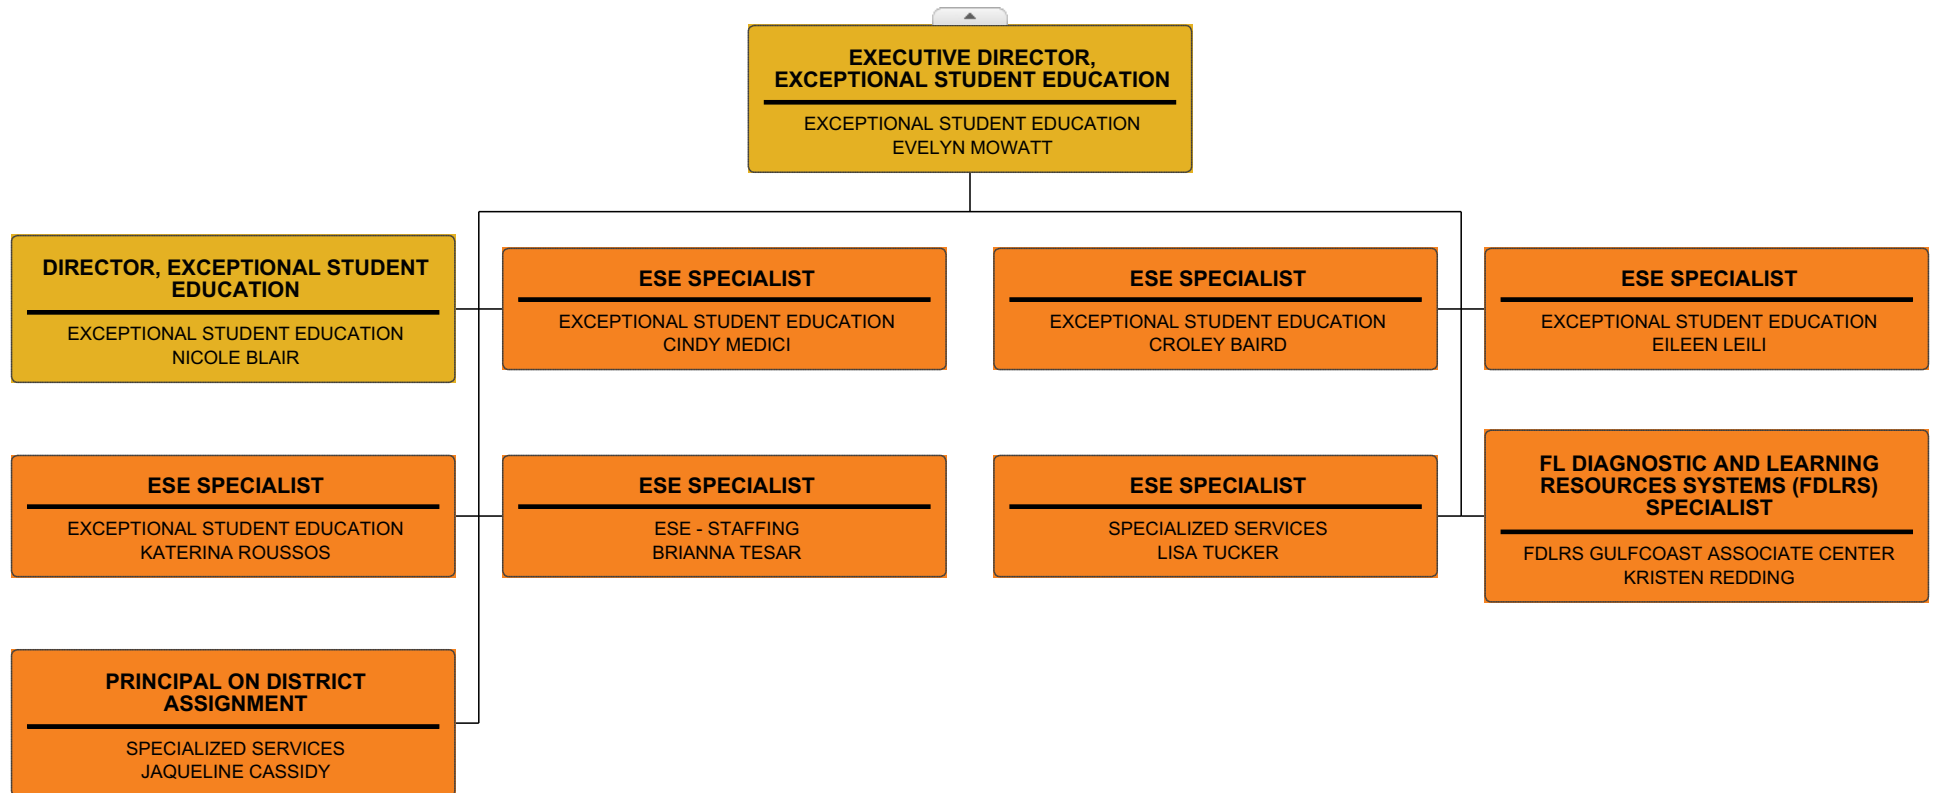 EXECUTIVE DIRECTOR,
EXCEPTIONAL STUDENT EDUCATION
EXCEPTIONAL STUDENT EDUCATION
EVELYN MOWATT
DIRECTOR, EXCEPTIONAL STUDENT
EDUCATION
EXCEPTIONAL STUDENT EDUCATION
NICOLE BLAIR
ESE SPECIALIST
EXCEPTIONAL STUDENT EDUCATION
CINDY MEDICI
ESE SPECIALIST
EXCEPTIONAL STUDENT EDUCATION
CROLEY BAIRD
ESE SPECIALIST
EXCEPTIONAL STUDENT EDUCATION
EILEEN LEILI
ESE SPECIALIST
EXCEPTIONAL STUDENT EDUCATION
KATERINA ROUSSOS
ESE SPECIALIST
ESE - STAFFING
BRIANNA TESAR
ESE SPECIALIST
SPECIALIZED SERVICES
LISA TUCKER
FL DIAGNOSTIC AND LEARNING
RESOURCES SYSTEMS (FDLRS)
SPECIALIST
FDLRS GULFCOAST ASSOCIATE CENTER
KRISTEN REDDING
PRINCIPAL ON DISTRICT
ASSIGNMENT
SPECIALIZED SERVICES
JAQUELINE CASSIDY